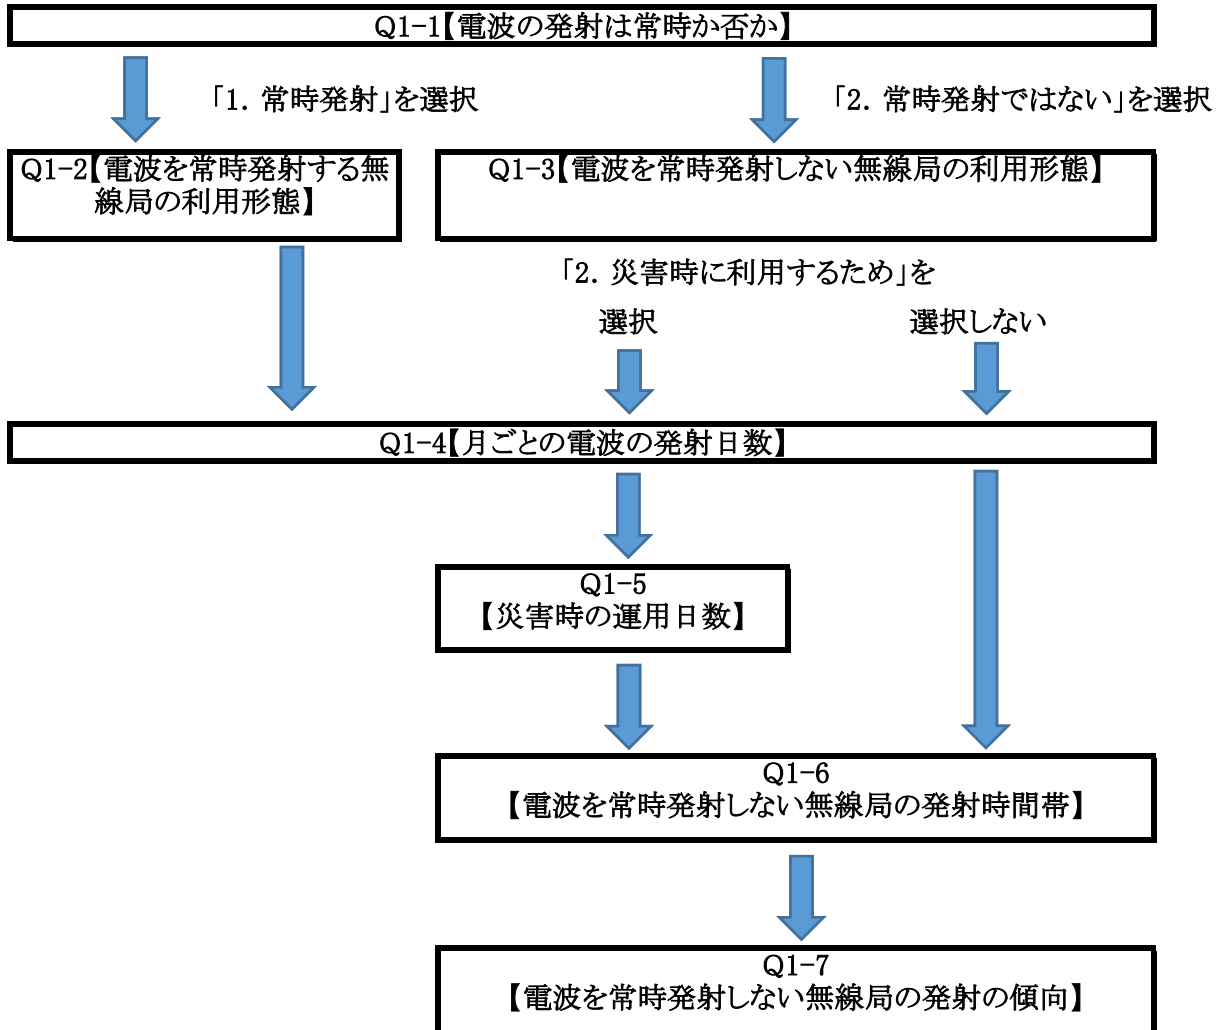 Q1-1【電波の発射は常時か否か】
「1. 常時発射」を選択
「2. 常時発射ではない」を選択
Q1-2【電波を常時発射する無
線局の利用形態】
Q1-3【電波を常時発射しない無線局の利用形態】
「2. 災害時に利用するため」を
選択
選択しない
Q1-4【月ごとの電波の発射日数】
Q1-5
【災害時の運用日数】
Q1-6
【電波を常時発射しない無線局の発射時間帯】
Q1-7
【電波を常時発射しない無線局の発射の傾向】